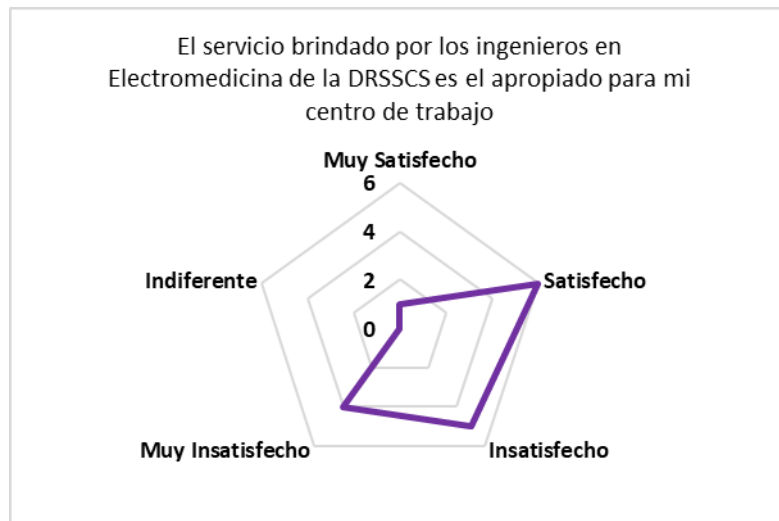 El servicio brindado por los ingenieros en
Electromedicina de la DRSSCS es el apropiado para mi
centro de trabajo
Muy Satisfecho
6
4
2
0
Indiferente
Satisfecho
Muy Insatisfecho
Insatisfecho